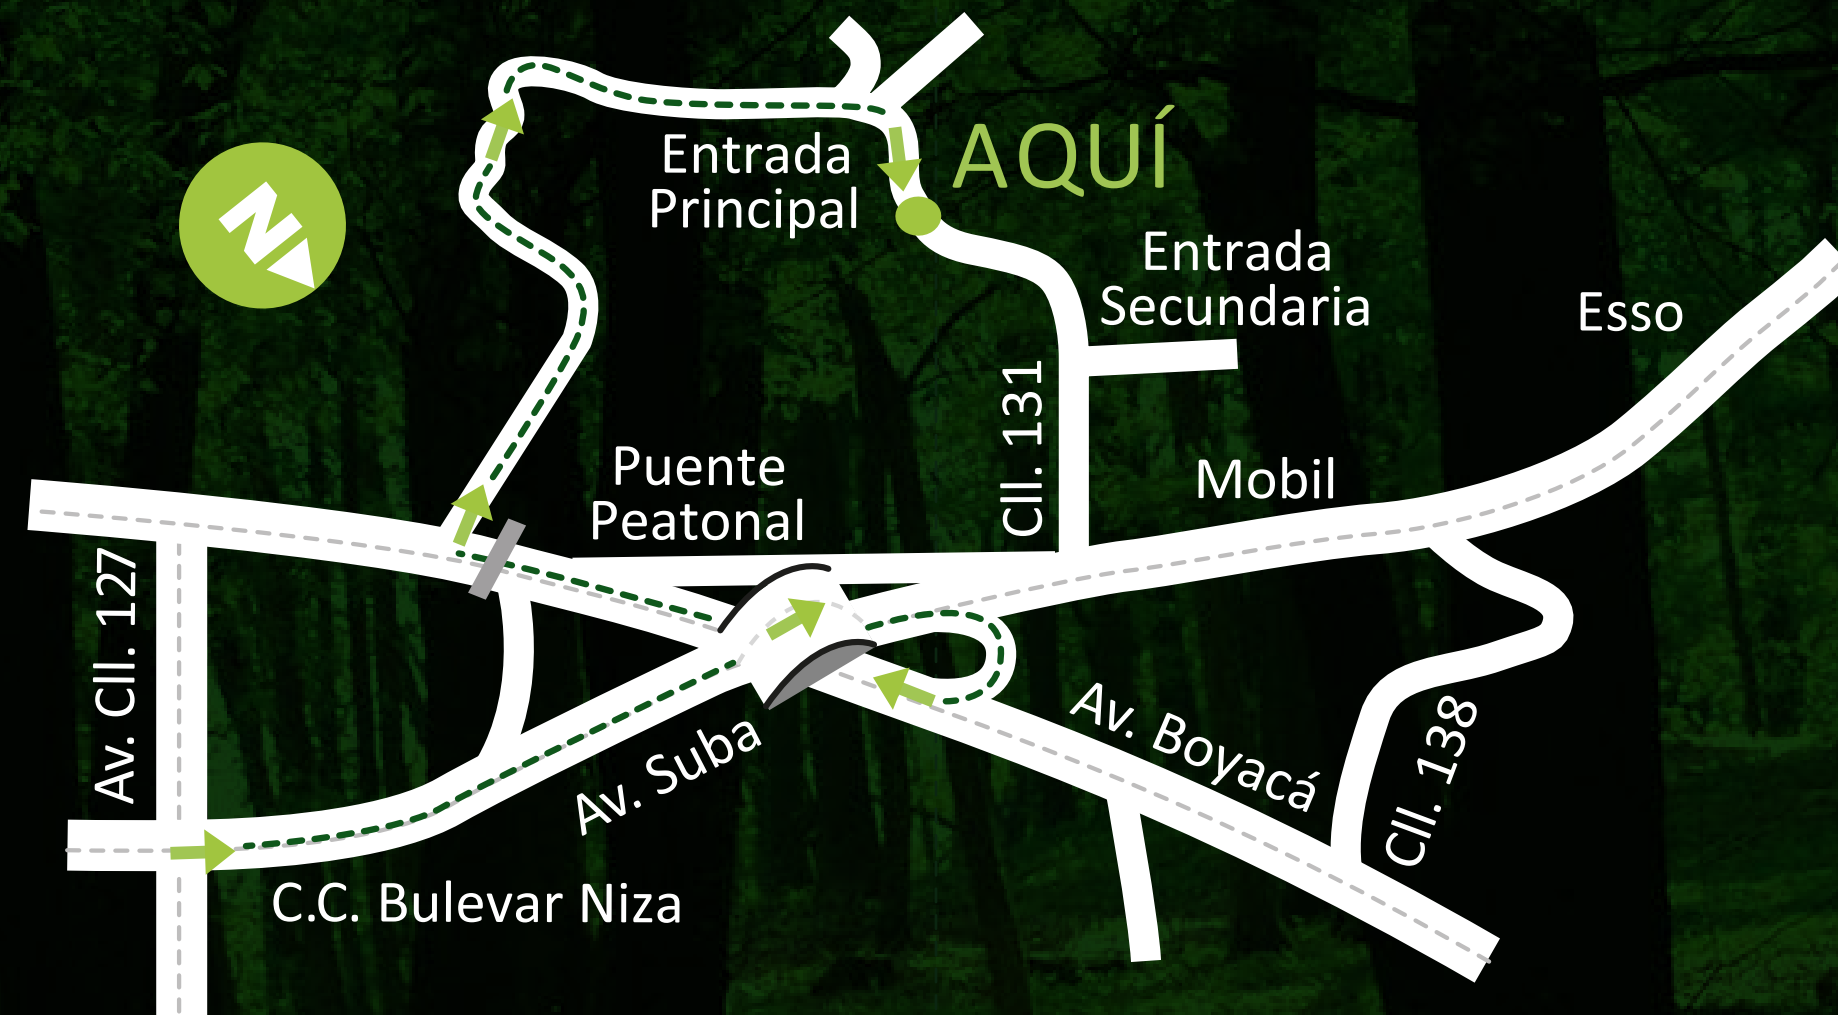 AQUÍ
Entrada
Principal
N
Entrada
Secundaria
Esso
Cll. 131
Puente
Peatonal
Mobil
Av. Cll. 127
Av. Suba
Av. Boyacá
Cll. 138
C.C. Bulevar Niza